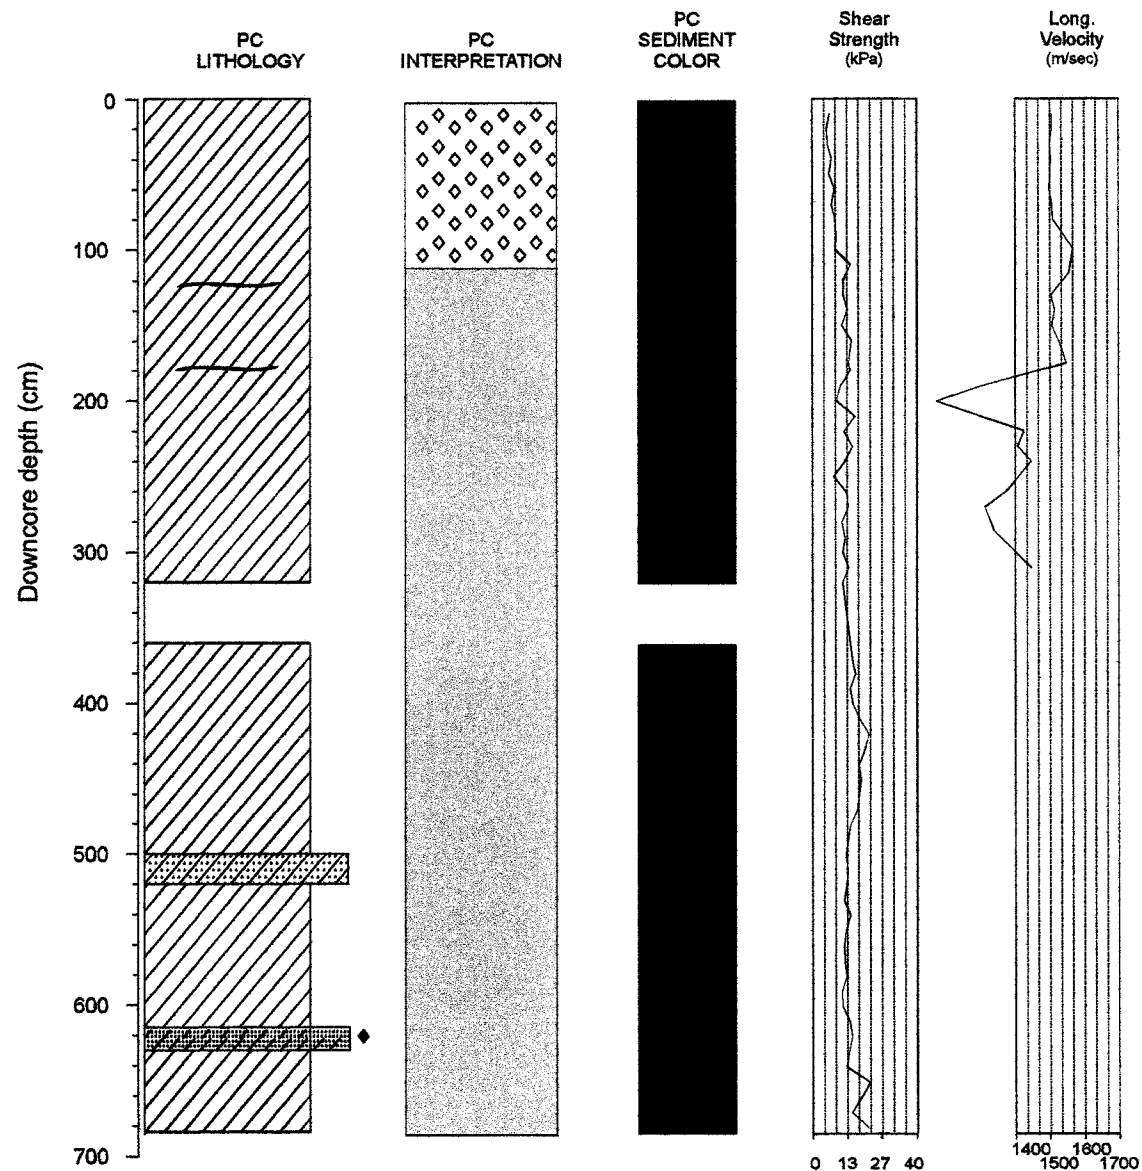 PC
LITHOLOGY
PC
INTERPRETATION
PC
SEDIMENT
COLOR
Shear
Strength
(kPa)
Long.
Velocity
(m/sec)
Downcore depth (cm)
0
100
200
300
400
500
600
700
0 13 27 40
1400 1600
1500 1700